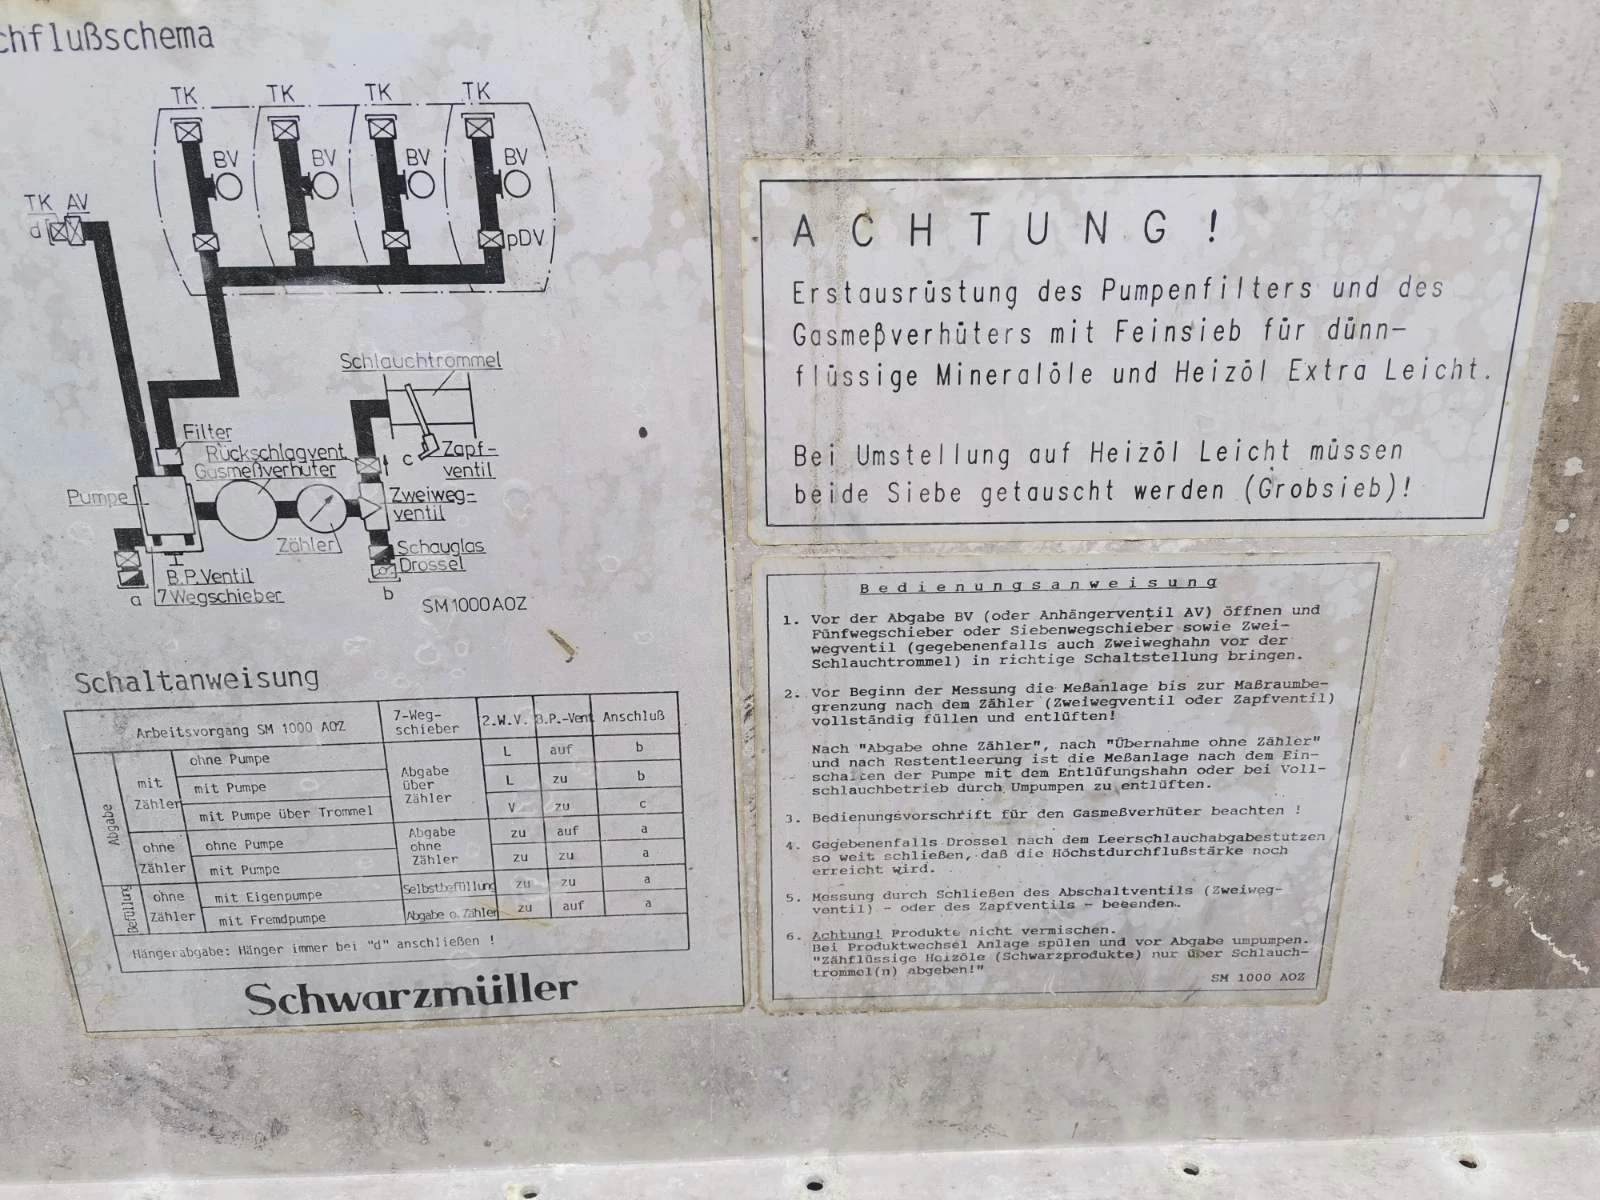 chflußschema
TK TK TK TK
BV BV BV BV
TK AV
d
pDV
Schlauchtrommel
Filter
Rückschlagvent
Gasmeßverhüter
c Zapf-
ventil
Pumpe
Zweiweg-
ventil
Zähler
Schauglas
Drossel
B.P.Ventil
a 7Wegschieber
b
SM1000AOZ
Schaltanweisung
Arbeitsvorgang SM 1000 AOZ 7-Weg-
schieber 2.W.V. B.P.-Vent Anschluß
Abgabe mit
Zähler ohne Pumpe Abgabe
über
Zähler L auf b
mit Pumpe L zu b
mit Pumpe über Trommel V zu c
ohne
Zähler ohne Pumpe Abgabe
ohne
Zähler zu auf a
mit Pumpe zu zu a
Befüllung ohne
Zähler mit Eigenpumpe Selbstbefüllung zu zu a
mit Fremdpumpe Abgabe o. Zähler zu auf a
Hängerabgabe: Hänger immer bei "d" anschließen !
Schwarzmüller
ACHTUNG!
Erstausrüstung des Pumpenfilters und des
Gasmeßverhüters mit Feinsieb für dünn-
flüssige Mineralöle und Heizöl Extra Leicht.
Bei Umstellung auf Heizöl Leicht müssen
beide Siebe getauscht werden (Grobsieb)!
Bedienungsanweisung
1. Vor der Abgabe BV (oder Anhängerventil AV) öffnen und
Fünfwegschieber oder Siebenwegschieber sowie Zwei-
wegventil (gegebenenfalls auch Zweiweghahn vor der
Schlauchtrommel) in richtige Schaltstellung bringen.
2. Vor Beginn der Messung die Meßanlage bis zur Maßraumbe-
grenzung nach dem Zähler (Zweiwegventil oder Zapfventil)
vollständig füllen und entlüften!
Nach "Abgabe ohne Zähler", nach "Übernahme ohne Zähler"
und nach Restentleerung ist die Meßanlage nach dem Ein-
schalten der Pumpe mit dem Entlüfungshahn oder bei Voll-
schlauchbetrieb durch Umpumpen zu entlüften.
3. Bedienungsvorschrift für den Gasmeßverhüter beachten !
4. Gegebenenfalls Drossel nach dem Leerschlauchabgabestutzen
so weit schließen, daß die Höchstdurchflußstärke noch
erreicht wird.
5. Messung durch Schließen des Abschaltventils (Zweiweg-
ventil) - oder des Zapfventils - beeenden.
6. Achtung! Produkte nicht vermischen.
Bei Produktwechsel Anlage spülen und vor Abgabe umpumpen.
"Zähflüssige Heizöle (Schwarzprodukte) nur über Schlauch-
trommel(n) abgeben!"
SM 1000 AOZ